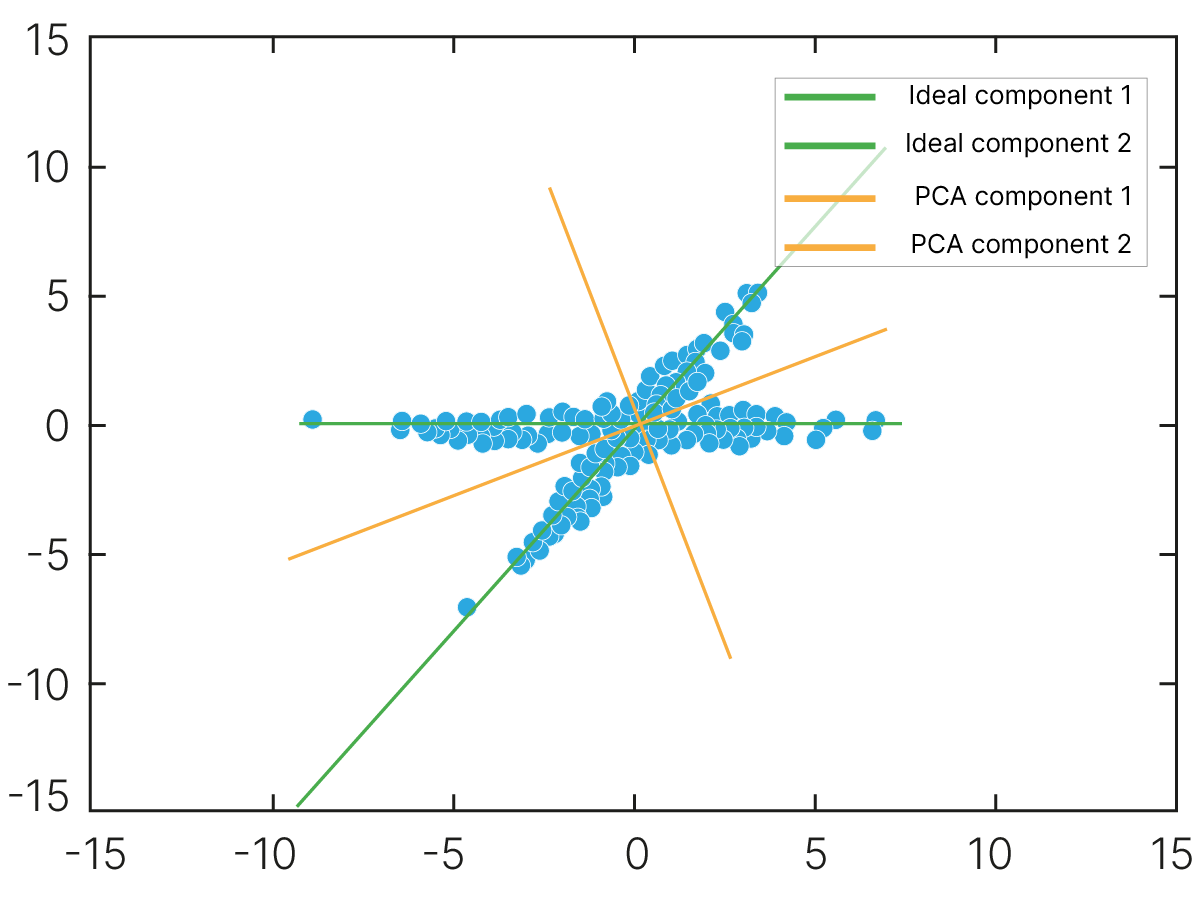 15
10
5
0
-5
-10
-15
-15 -10 -5 0 5 10 15
Ideal component 1
Ideal component 2
PCA component 1
PCA component 2